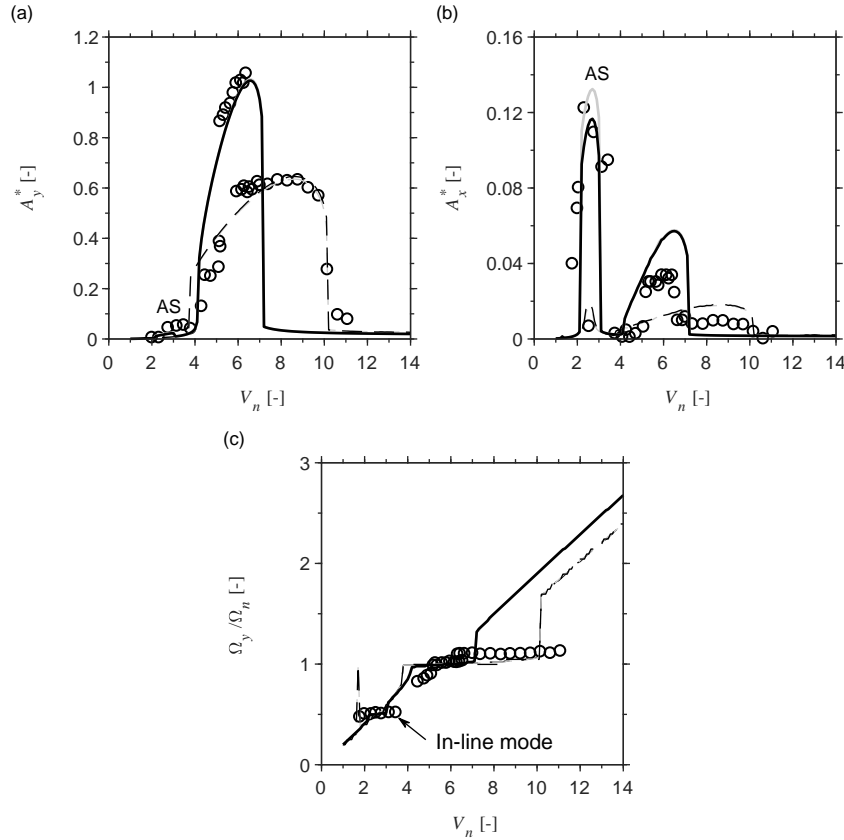 (a)
1.2
1
0.8
0.6
0.4
0.2
0
A*y [-]
AS
0 2 4 6 8 10 12 14
Vn [-]
(b)
0.16
0.12
0.08
0.04
0
A*x [-]
AS
0 2 4 6 8 10 12 14
Vn [-]
(c)
3
2
1
0
Ωy/Ωn [-]
In-line mode
0 2 4 6 8 10 12 14
Vn [-]